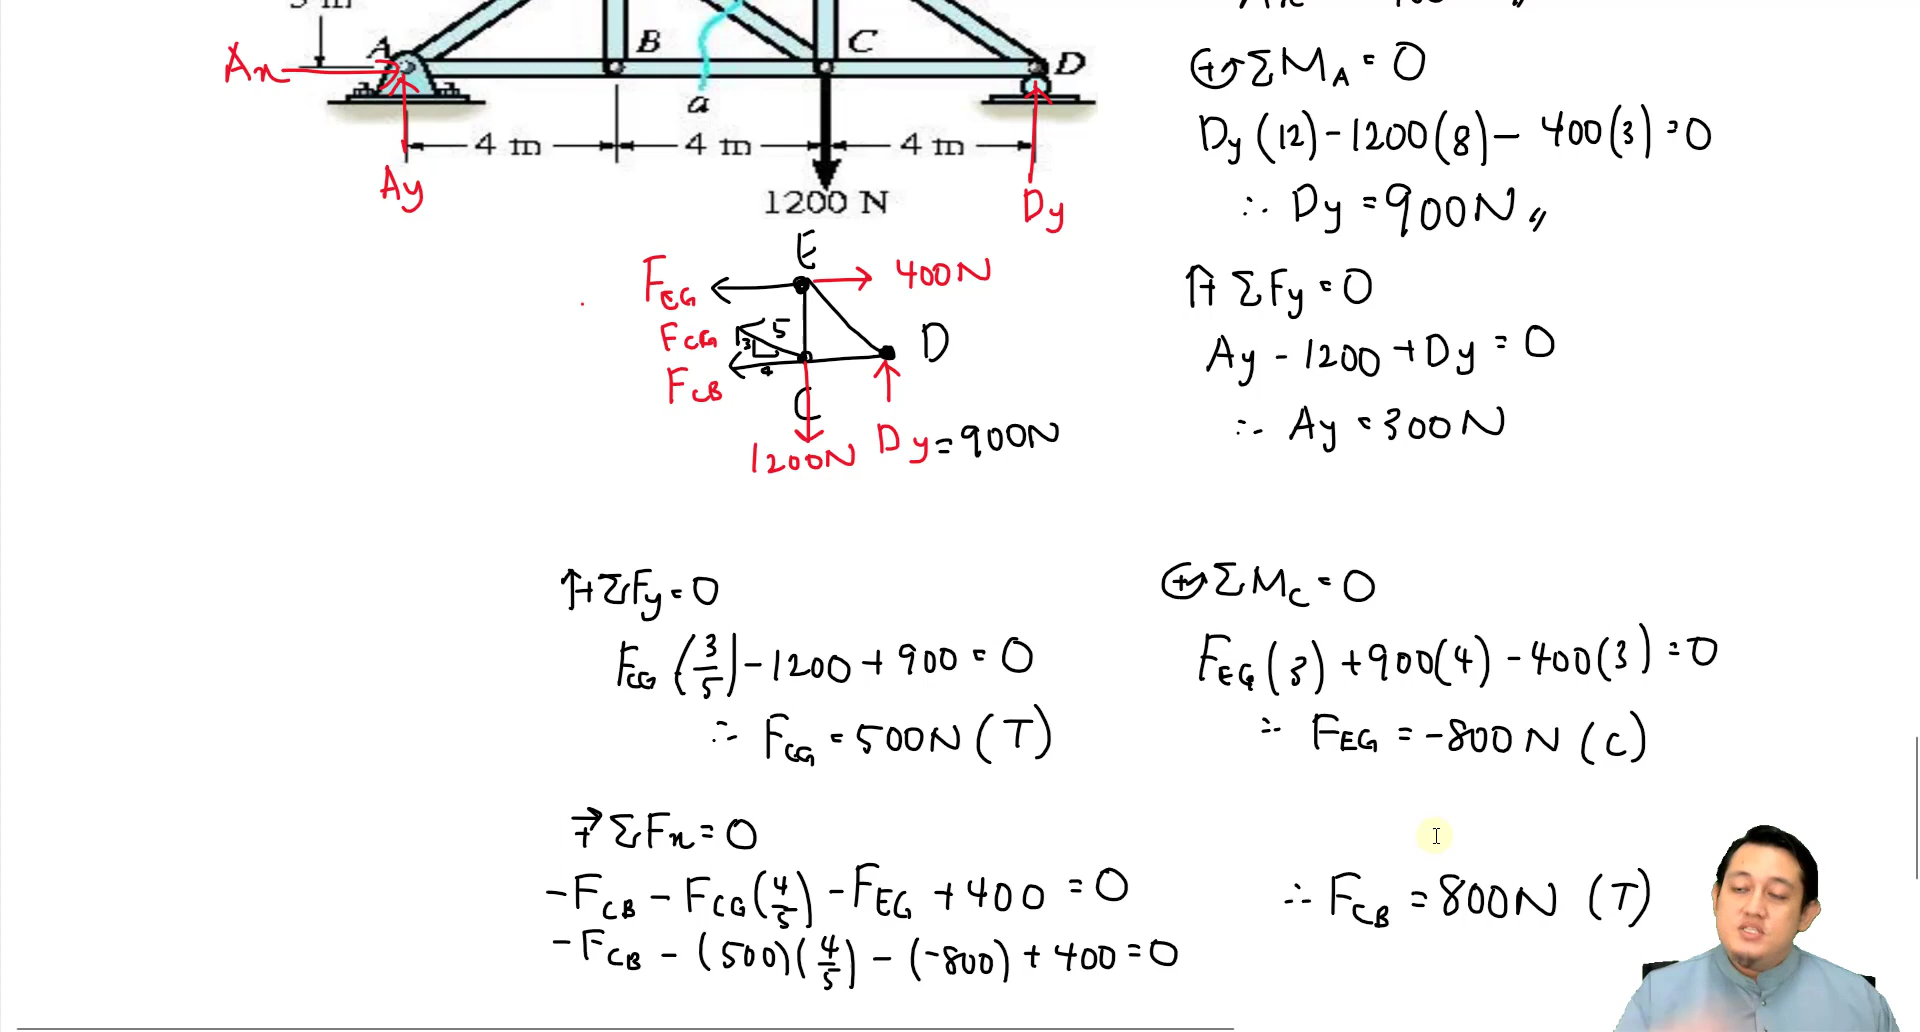 A
B
C
D
Ax
a
4 m
4 m
4 m
Ay
1200 N
Dy
E
FEG
400N
FCG
5
3
D
FCB
4
C
1200N
Dy = 900N
↺+ ΣMA = 0
Dy (12) - 1200(8) - 400(3) = 0
∴ Dy = 900N //
↑+ ΣFy = 0
Ay - 1200 + Dy = 0
∴ Ay = 300N
↑+ ΣFy = 0
FCG (3/5) - 1200 + 900 = 0
∴ FCG = 500N (T)
↺+ ΣMC = 0
FEG (3) + 900(4) - 400(3) = 0
∴ FEG = -800N (C)
→+ ΣFx = 0
-FCB - FCG (4/5) - FEG + 400 = 0
-FCB - (500)(4/5) - (-800) + 400 = 0
∴ FCB = 800N (T)